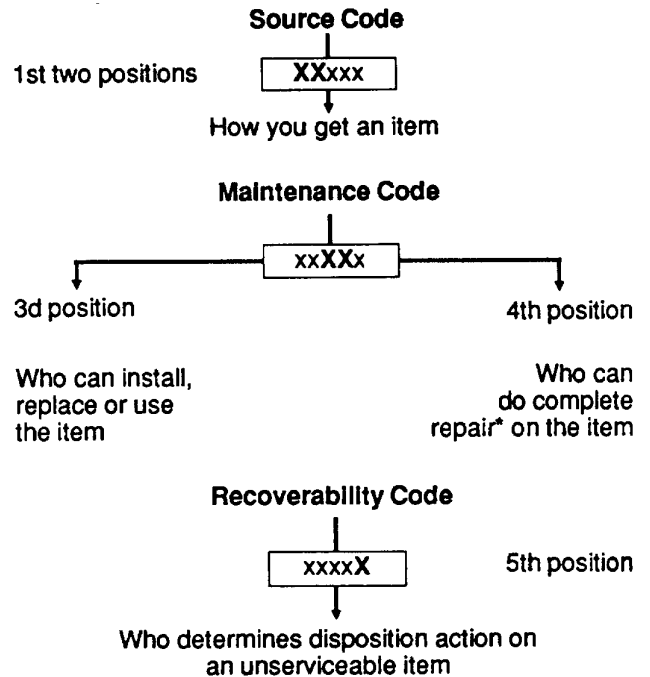 Source Code
1st two positions
XXxxx
How you get an item
Maintenance Code
xxXXx
3d position
4th position
Who can install,
replace or use
the item
Who can
do complete
repair* on the item
Recoverability Code
xxxxX
5th position
Who determines disposition action on
an unserviceable item